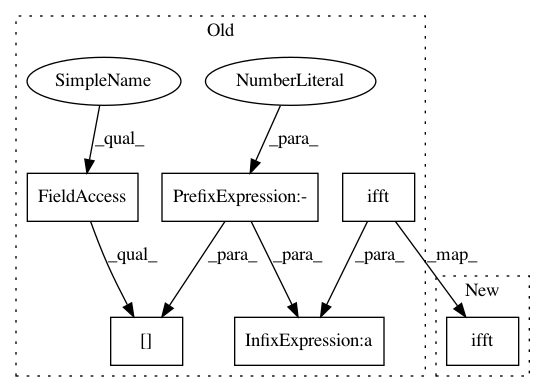 Old
SimpleName
NumberLiteral
_qual_
_para_
FieldAccess
PrefixExpression:-
ifft
_qual_
_para_
_para_
_para_
_map_
New
[]
InfixExpression:a
ifft